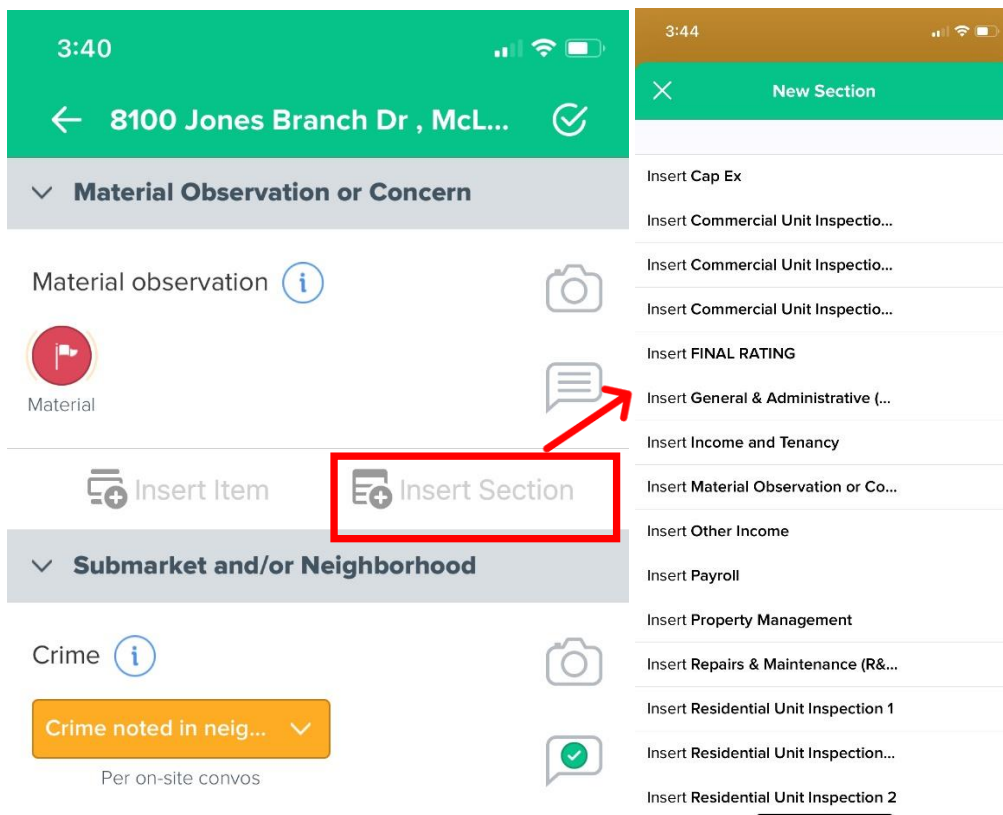 3:40
8100 Jones Branch Dr , McL...
Material Observation or Concern
Material observation i
Material
Insert Item
Insert Section
Submarket and/or Neighborhood
Crime i
Crime noted in neig...
Per on-site convos
3:44
New Section
Insert Cap Ex
Insert Commercial Unit Inspectio...
Insert Commercial Unit Inspectio...
Insert Commercial Unit Inspectio...
Insert FINAL RATING
Insert General & Administrative (...
Insert Income and Tenancy
Insert Material Observation or Co...
Insert Other Income
Insert Payroll
Insert Property Management
Insert Repairs & Maintenance (R&...
Insert Residential Unit Inspection 1
Insert Residential Unit Inspection...
Insert Residential Unit Inspection 2